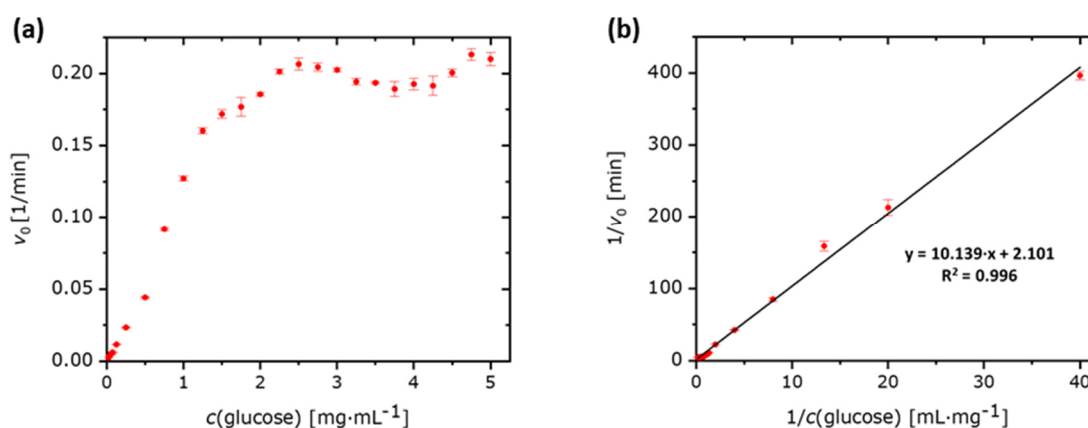 (a)
0.20
0.15
0.10
0.05
0.00
v₀ [1/min]
0 1 2 3 4 5
c(glucose) [mg·mL⁻¹]
(b)
400
300
200
100
0
1/v₀ [min]
y = 10.139·x + 2.101
R² = 0.996
0 10 20 30 40
1/c(glucose) [mL·mg⁻¹]